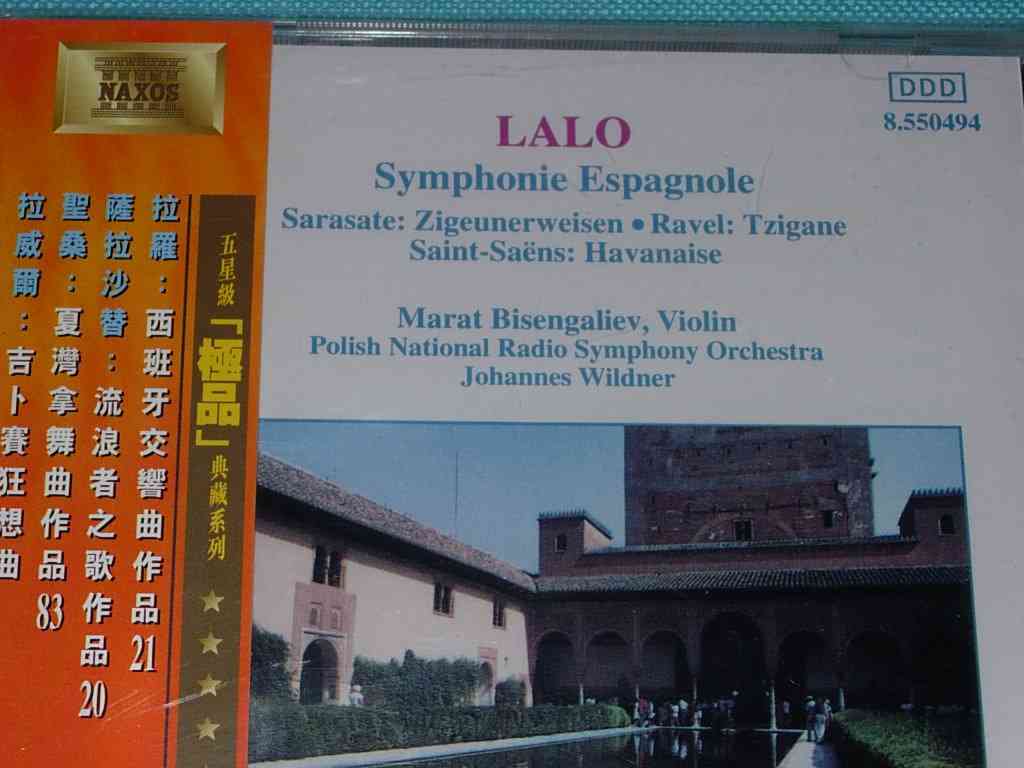 NAXOS
五星級「極品」典藏系列
拉羅：西班牙交響曲作品21
薩拉沙替：流浪者之歌作品20
聖桑：夏灣拿舞曲作品83
拉威爾：吉卜賽狂想曲
DDD
8.550494
LALO
Symphonie Espagnole
Sarasate: Zigeunerweisen • Ravel: Tzigane
Saint-Saëns: Havanaise
Marat Bisengaliev, Violin
Polish National Radio Symphony Orchestra
Johannes Wildner